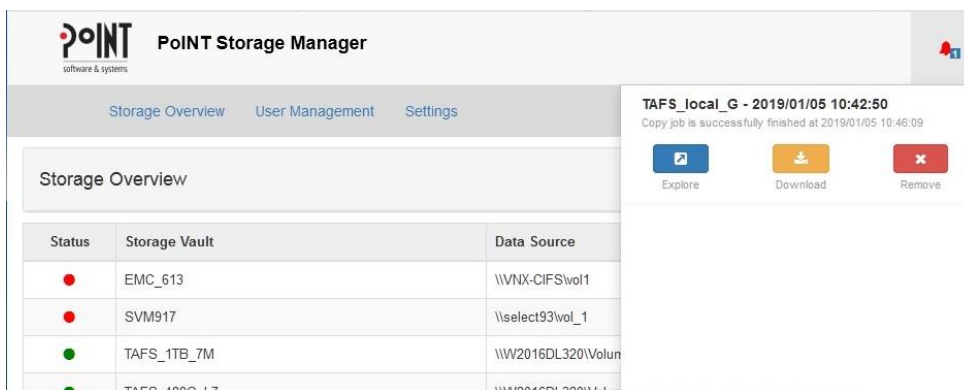 PoINT
software & systems
PoINT Storage Manager
1
Storage Overview User Management Settings
TAFS_local_G - 2019/01/05 10:42:50
Copy job is successfully finished at 2019/01/05 10:46:09
Explore Download Remove
Storage Overview
Status Storage Vault Data Source
EMC_613 \\VNX-CIFS\vol1
SVM917 \\select93\vol_1
TAFS_1TB_7M \\W2016DL320\Volum